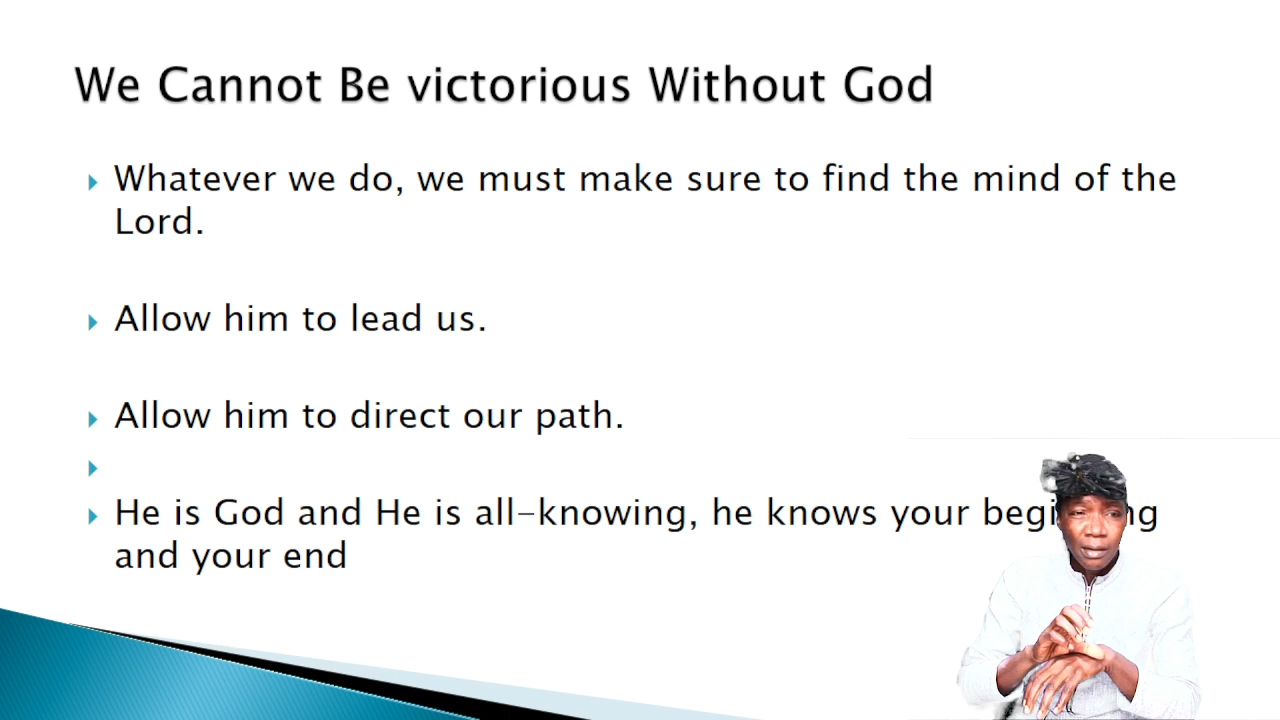 We Cannot Be victorious Without God
Whatever we do, we must make sure to find the mind of the
Lord.
Allow him to lead us.
Allow him to direct our path.
He is God and He is all-knowing, he knows your
and your end